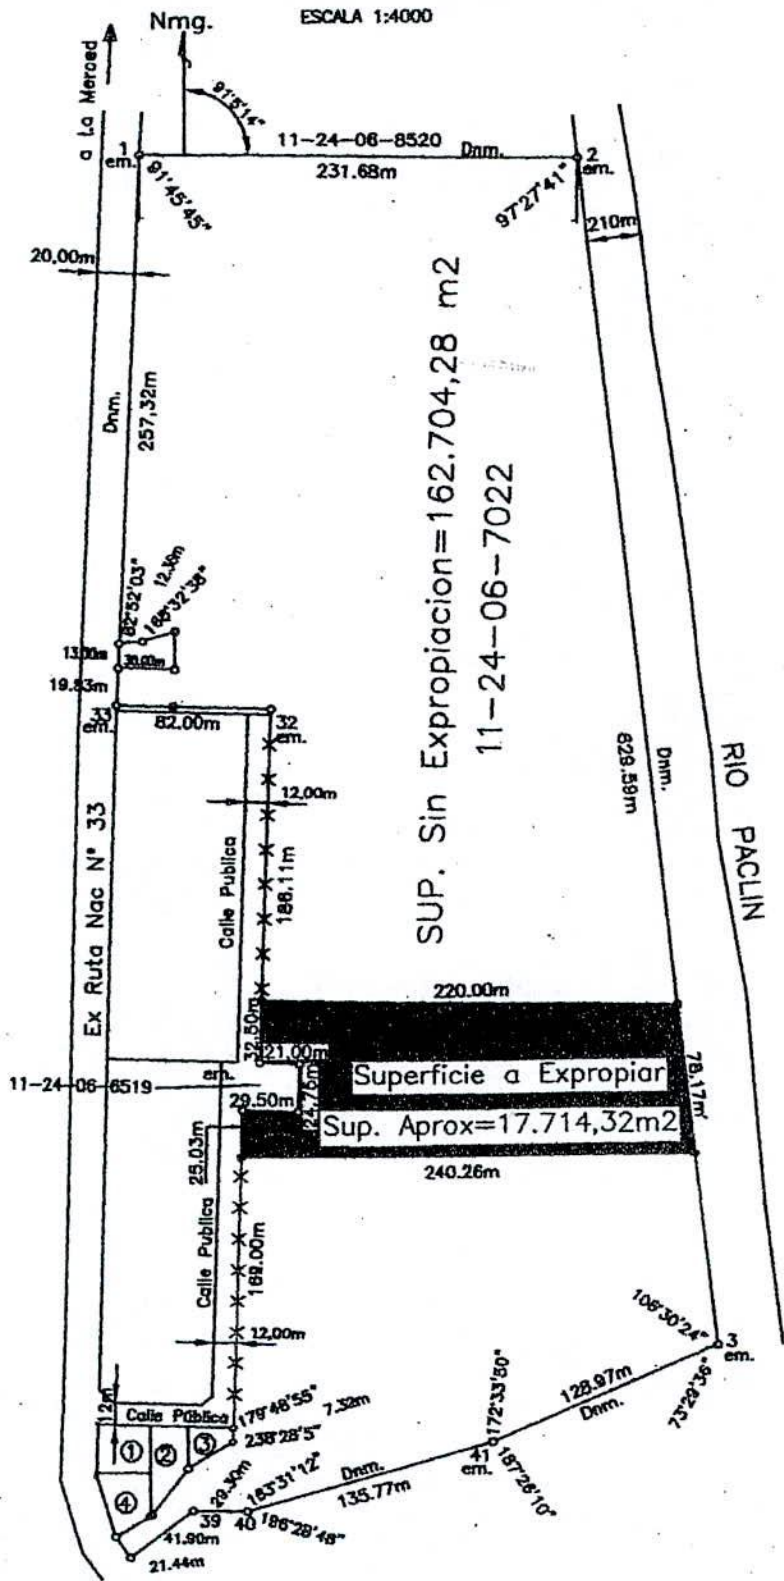 ESCALA 1:4000
Nmg.
a La Merced
91°5'14"
11-24-06-8520
Dnm.
1
em.
231.68m
2
em.
91°45'45"
97°27'41"
210m
20,00m
Dnm.
257,32m
SUP. Sin Expropiacion=162.704,28 m2
11-24-06-7022
82°52'03"
12.36m
13.00m
19.83m
33
em.
82.00m
32
em.
12,00m
629.59m
Dnm.
RIO PACLIN
Ex Ruta Nac N° 33
Calle Publica
186.11m
220.00m
32.50m
21.00m
em.
11-24-06-6519
Superficie a Expropiar
78.17m
29.50m
24.76m
Sup. Aprox=17.714,32m2
25.03m
240.26m
Calle Publica
169.00m
12,00m
106°30'24"
3
em.
73°29'36"
12m
Calle Pública
179°48'55"
7.32m
238°28'5"
172°33'50"
128.97m
Dnm.
1
2
3
4
41
em.
187°26'10"
29.30m
183°31'12"
Dnm.
135.77m
39
40
186°28'48"
41.90m
21.44m